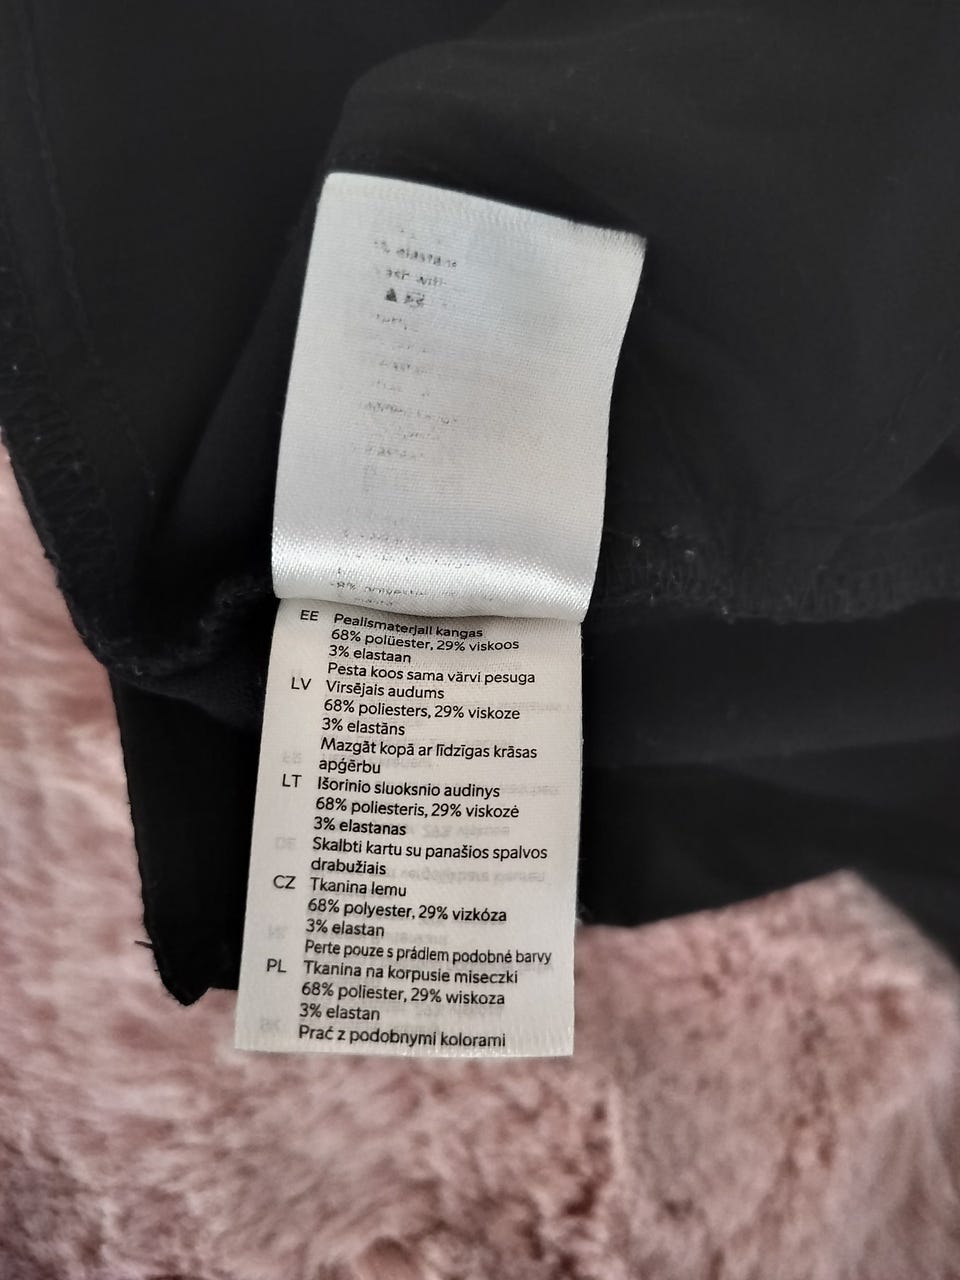 EE Pealismaterjali kangas
68% polüester, 29% viskoos
3% elastaan
Pesta koos sama värvi pesuga
LV Virsējais audums
68% poliesters, 29% viskoze
3% elastāns
Mazgāt kopā ar līdzīgas krāsas
apģērbu
LT Išorinio sluoksnio audinys
68% poliesteris, 29% viskozė
3% elastanas
Skalbti kartu su panašios spalvos
drabužiais
CZ Tkanina lemu
68% polyester, 29% vizkóza
3% elastan
Perte pouze s prádlem podobné barvy
PL Tkanina na korpusie miseczki
68% poliester, 29% wiskoza
3% elastan
Prać z podobnymi kolorami